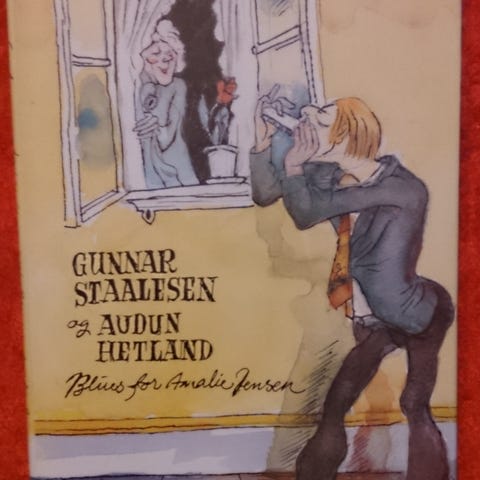 GUNNAR
STAALESEN
og AUDUN
HETLAND
Blues for Amalie Jensen